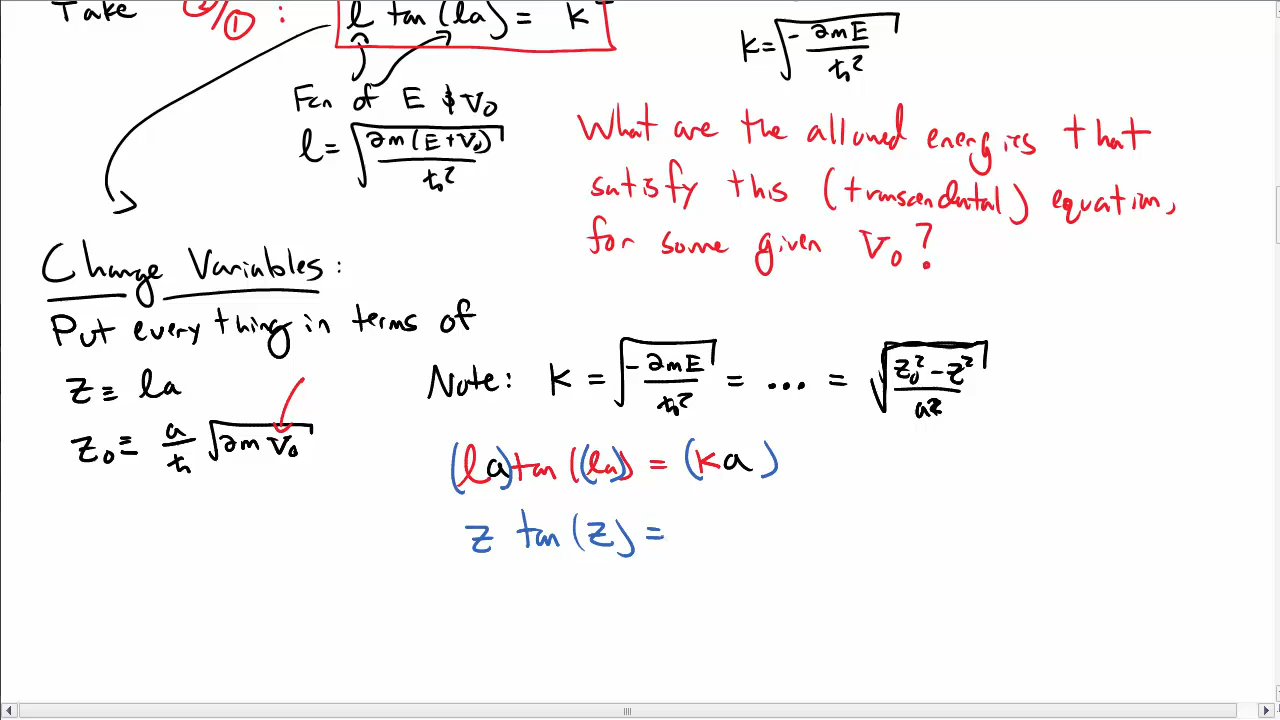 Take ②/① : l tan (la) = k
k = √(-2mE/ħ²)
Fcn of E & V₀
l = √(2m(E+V₀)/ħ²)
What are the allowed energies that
satisfy this (transcendental) equation,
for some given V₀?
Change Variables:
Put everything in terms of
z ≡ la
z₀ ≡ a/ħ √(2mV₀)
Note: k = √(-2mE/ħ²) = ... = √((z₀² - z²)/a²)
(la) tan ((la)) = (ka)
z tan (z) =